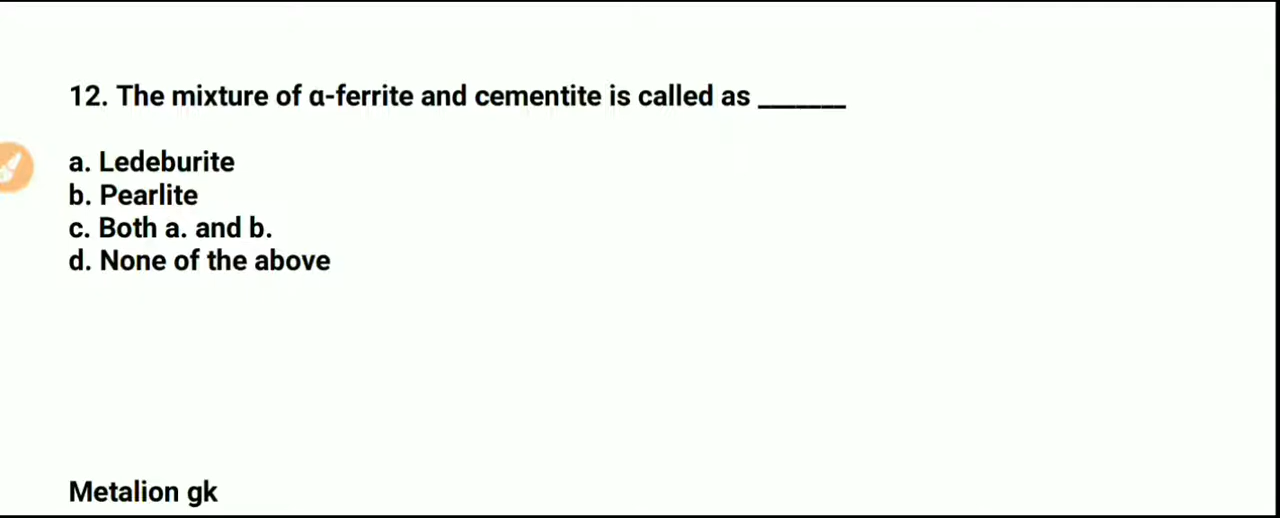 12. The mixture of α-ferrite and cementite is called as _______
a. Ledeburite
b. Pearlite
c. Both a. and b.
d. None of the above
Metalion gk